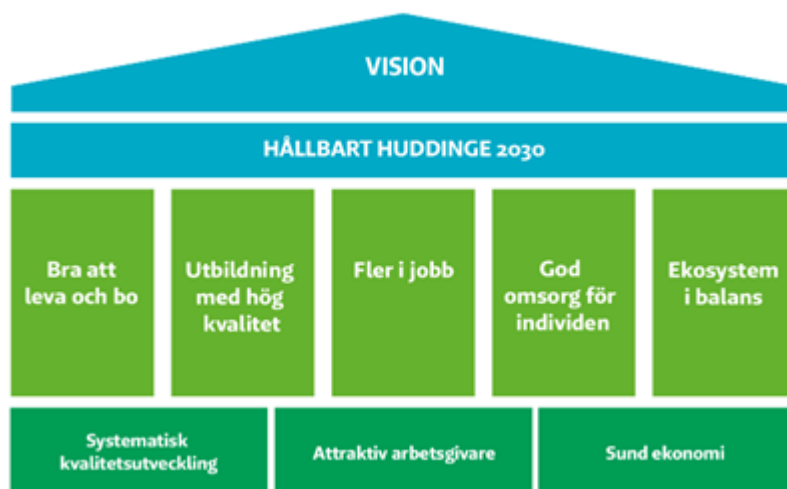 VISION
HÅLLBART HUDDINGE 2030
Bra att
leva och bo
Utbildning
med hög
kvalitet
Fler i jobb
God
omsorg för
individen
Ekosystem
i balans
Systematisk
kvalitetsutveckling
Attraktiv arbetsgivare
Sund ekonomi